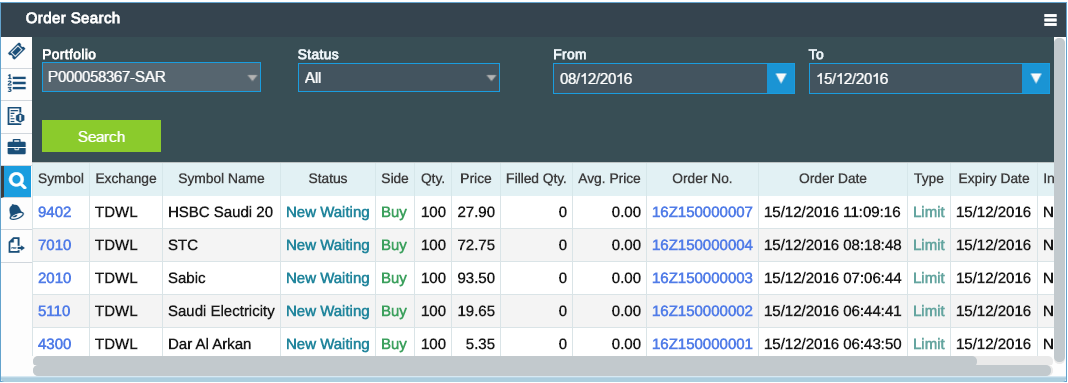 Order Search
Portfolio Status From To
P000058367-SAR All 08/12/2016 15/12/2016
Search
Symbol Exchange Symbol Name Status Side Qty. Price Filled Qty. Avg. Price Order No. Order Date Type Expiry Date In
9402 TDWL HSBC Saudi 20 New Waiting Buy 100 27.90 0 0.00 16Z150000007 15/12/2016 11:09:16 Limit 15/12/2016 N
7010 TDWL STC New Waiting Buy 100 72.75 0 0.00 16Z150000004 15/12/2016 08:18:48 Limit 15/12/2016 N
2010 TDWL Sabic New Waiting Buy 100 93.50 0 0.00 16Z150000003 15/12/2016 07:06:44 Limit 15/12/2016 N
5110 TDWL Saudi Electricity New Waiting Buy 100 19.65 0 0.00 16Z150000002 15/12/2016 06:44:41 Limit 15/12/2016 N
4300 TDWL Dar Al Arkan New Waiting Buy 100 5.35 0 0.00 16Z150000001 15/12/2016 06:43:50 Limit 15/12/2016 N